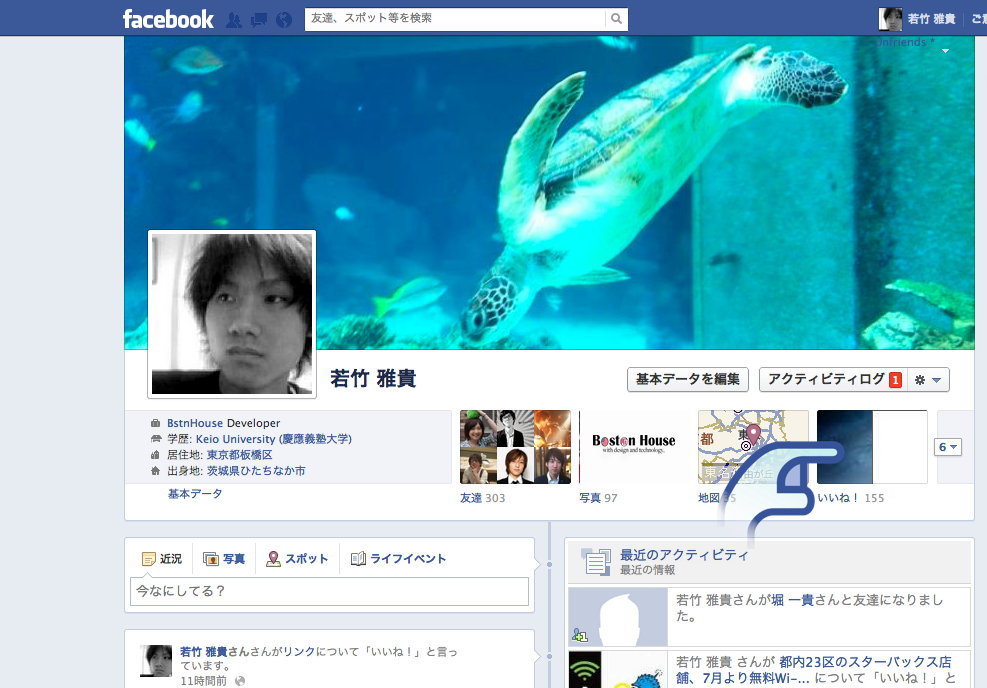 facebook
友達、スポット等を検索
若竹 雅貴
Unfriends
若竹 雅貴
基本データを編集
アクティビティログ 1
BstnHouse Developer
学歴: Keio University (慶應義塾大学)
居住地: 東京都板橋区
出身地: 茨城県ひたちなか市
基本データ
Boston House
with design and technology.
都
友達 303
写真 97
地図
いいね！ 155
6
近況
写真
スポット
ライフイベント
今なにしてる？
若竹 雅貴さんさんがリンクについて「いいね！」と言っ
ています。
11時間前
最近のアクティビティ
最近の情報
若竹 雅貴さんが堀 一貴さんと友達になりまし
た。
若竹 雅貴 さんが 都内23区のスターバックス店
舗、7月より無料Wi-... について「いいね！」と